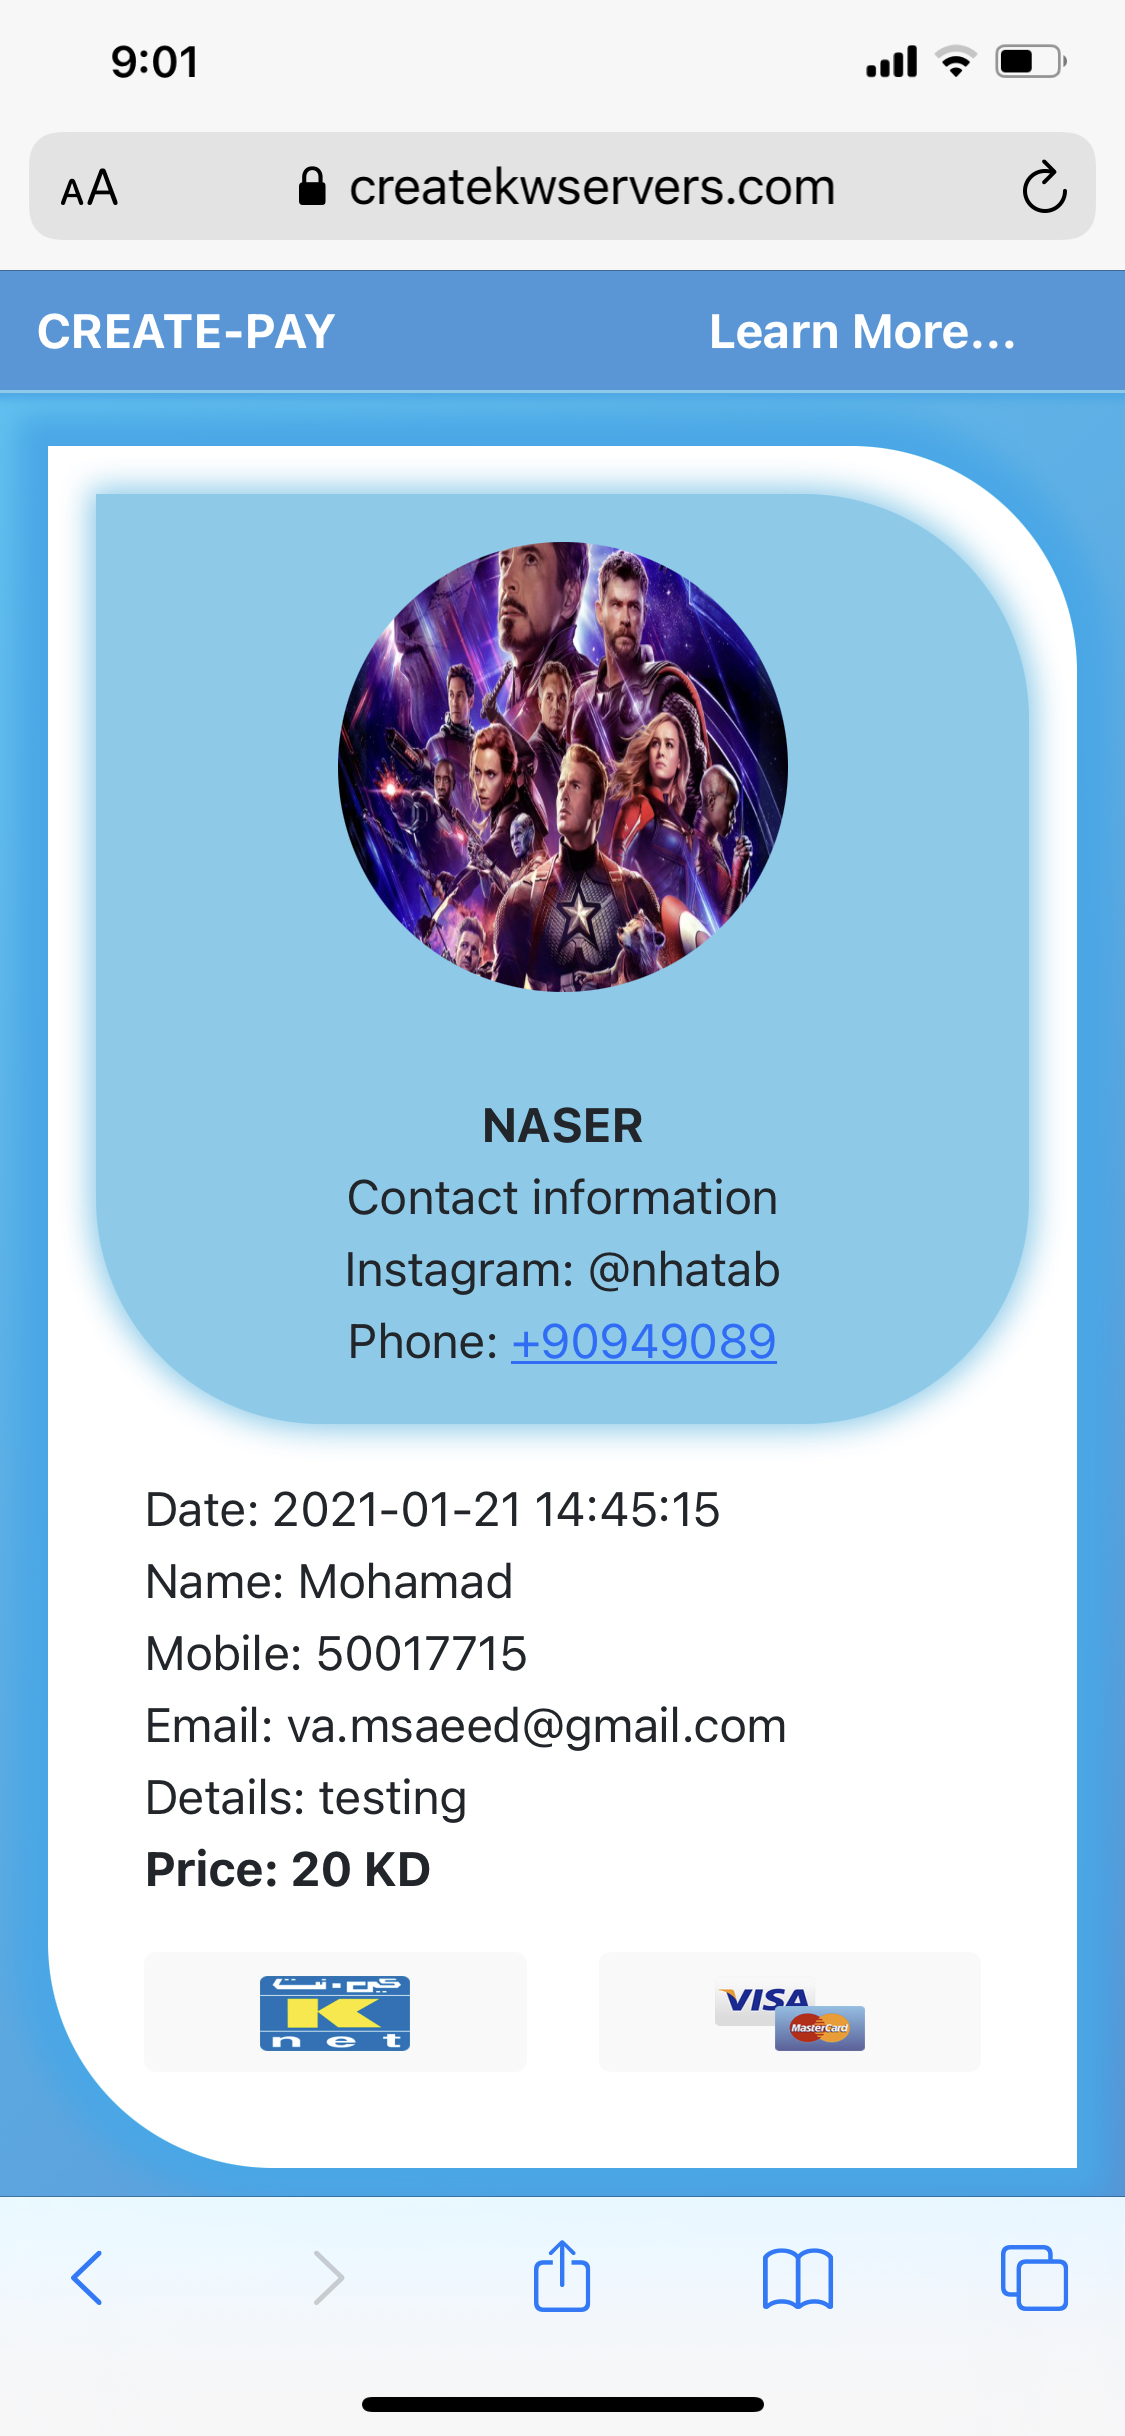 9:01
AA
createkwservers.com
CREATE-PAY
Learn More...
NASER
Contact information
Instagram: @nhatab
Phone: +90949089
Date: 2021-01-21 14:45:15
Name: Mohamad
Mobile: 50017715
Email: va.msaeed@gmail.com
Details: testing
Price: 20 KD
كي-نت
K
net
VISA
MasterCard